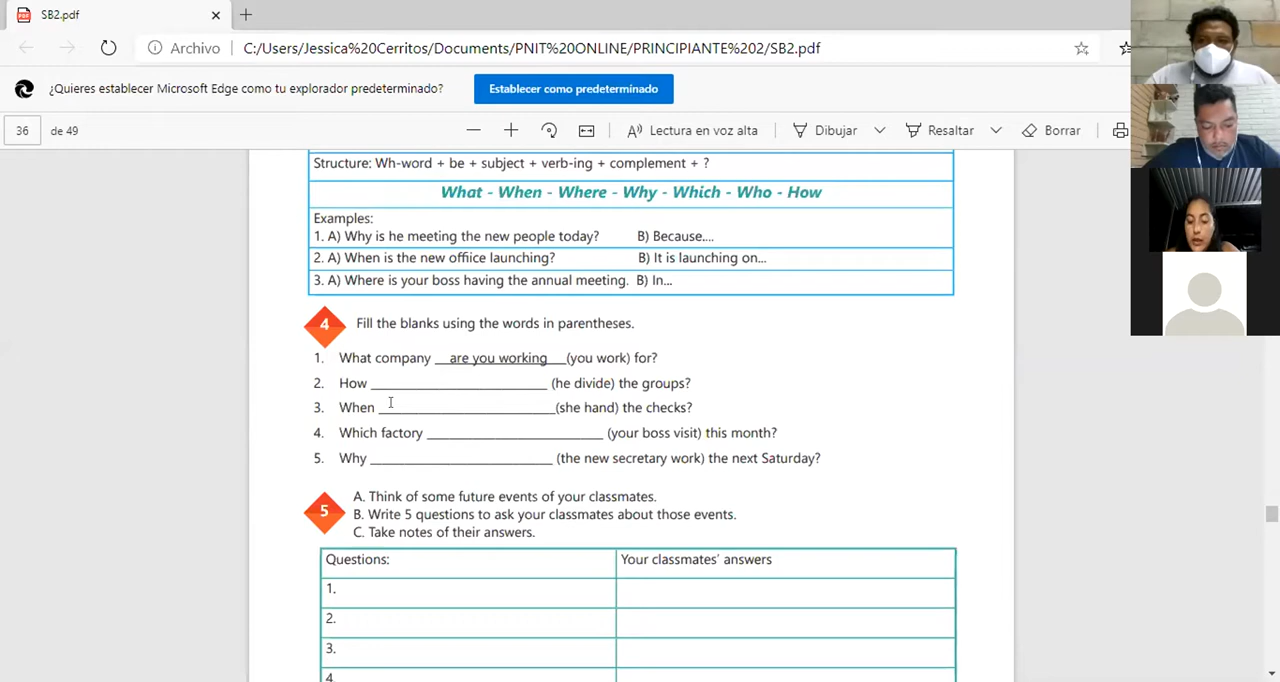 SB2.pdf
Archivo C:/Users/Jessica%20Cerritos/Documents/PNIT%20ONLINE/PRINCIPIANTE%202/SB2.pdf
¿Quieres establecer Microsoft Edge como tu explorador predeterminado? Establecer como predeterminado
36 de 49 Lectura en voz alta Dibujar Resaltar Borrar
Structure: Wh-word + be + subject + verb-ing + complement + ?
What - When - Where - Why - Which - Who - How
Examples:
1. A) Why is he meeting the new people today? B) Because....
2. A) When is the new office launching? B) It is launching on...
3. A) Where is your boss having the annual meeting. B) In...
4 Fill the blanks using the words in parentheses.
1. What company __are you working__(you work) for?
2. How ____________________ (he divide) the groups?
3. When ____________________(she hand) the checks?
4. Which factory ____________________ (your boss visit) this month?
5. Why ____________________ (the new secretary work) the next Saturday?
A. Think of some future events of your classmates.
5 B. Write 5 questions to ask your classmates about those events.
C. Take notes of their answers.
Questions: Your classmates' answers
1.
2.
3.
4.